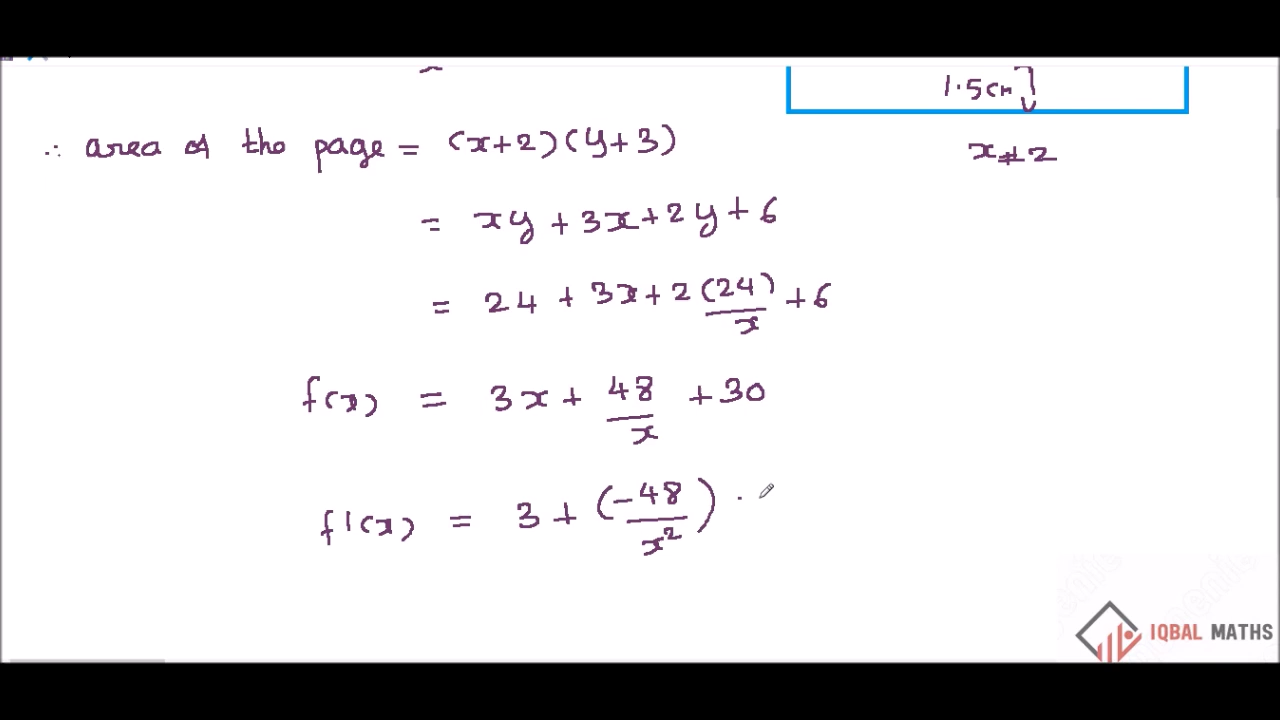 1.5cm
∴ area of the page = (x+2)(y+3)
x+2
= xy + 3x + 2y + 6
= 24 + 3x + 2 (24)/x + 6
f(x) = 3x + 48/x + 30
f'(x) = 3 + (-48/x²) .
IQBAL MATHS